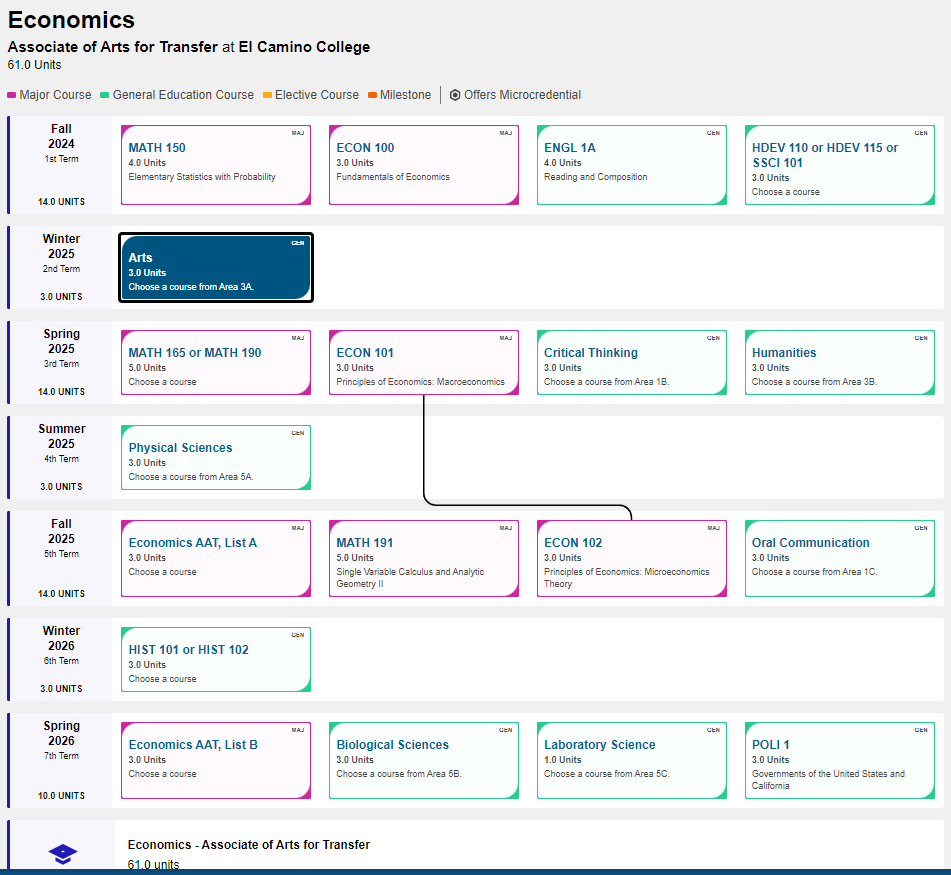 Economics
Associate of Arts for Transfer at El Camino College
61.0 Units
Major Course General Education Course Elective Course Milestone Offers Microcredential
Fall
2024
1st Term
14.0 UNITS
MAJ
MATH 150
4.0 Units
Elementary Statistics with Probability
MAJ
ECON 100
3.0 Units
Fundamentals of Economics
GEN
ENGL 1A
4.0 Units
Reading and Composition
GEN
HDEV 110 or HDEV 115 or
SSCI 101
3.0 Units
Choose a course
Winter
2025
2nd Term
3.0 UNITS
GEN
Arts
3.0 Units
Choose a course from Area 3A.
Spring
2025
3rd Term
14.0 UNITS
MAJ
MATH 165 or MATH 190
5.0 Units
Choose a course
MAJ
ECON 101
3.0 Units
Principles of Economics: Macroeconomics
GEN
Critical Thinking
3.0 Units
Choose a course from Area 1B.
GEN
Humanities
3.0 Units
Choose a course from Area 3B.
Summer
2025
4th Term
3.0 UNITS
GEN
Physical Sciences
3.0 Units
Choose a course from Area 5A.
Fall
2025
5th Term
14.0 UNITS
MAJ
Economics AAT, List A
3.0 Units
Choose a course
MAJ
MATH 191
5.0 Units
Single Variable Calculus and Analytic
Geometry II
MAJ
ECON 102
3.0 Units
Principles of Economics: Microeconomics
Theory
GEN
Oral Communication
3.0 Units
Choose a course from Area 1C.
Winter
2026
6th Term
3.0 UNITS
GEN
HIST 101 or HIST 102
3.0 Units
Choose a course
Spring
2026
7th Term
10.0 UNITS
MAJ
Economics AAT, List B
3.0 Units
Choose a course
GEN
Biological Sciences
3.0 Units
Choose a course from Area 5B.
GEN
Laboratory Science
1.0 Units
Choose a course from Area 5C.
GEN
POLI 1
3.0 Units
Governments of the United States and
California
Economics - Associate of Arts for Transfer
61.0 units